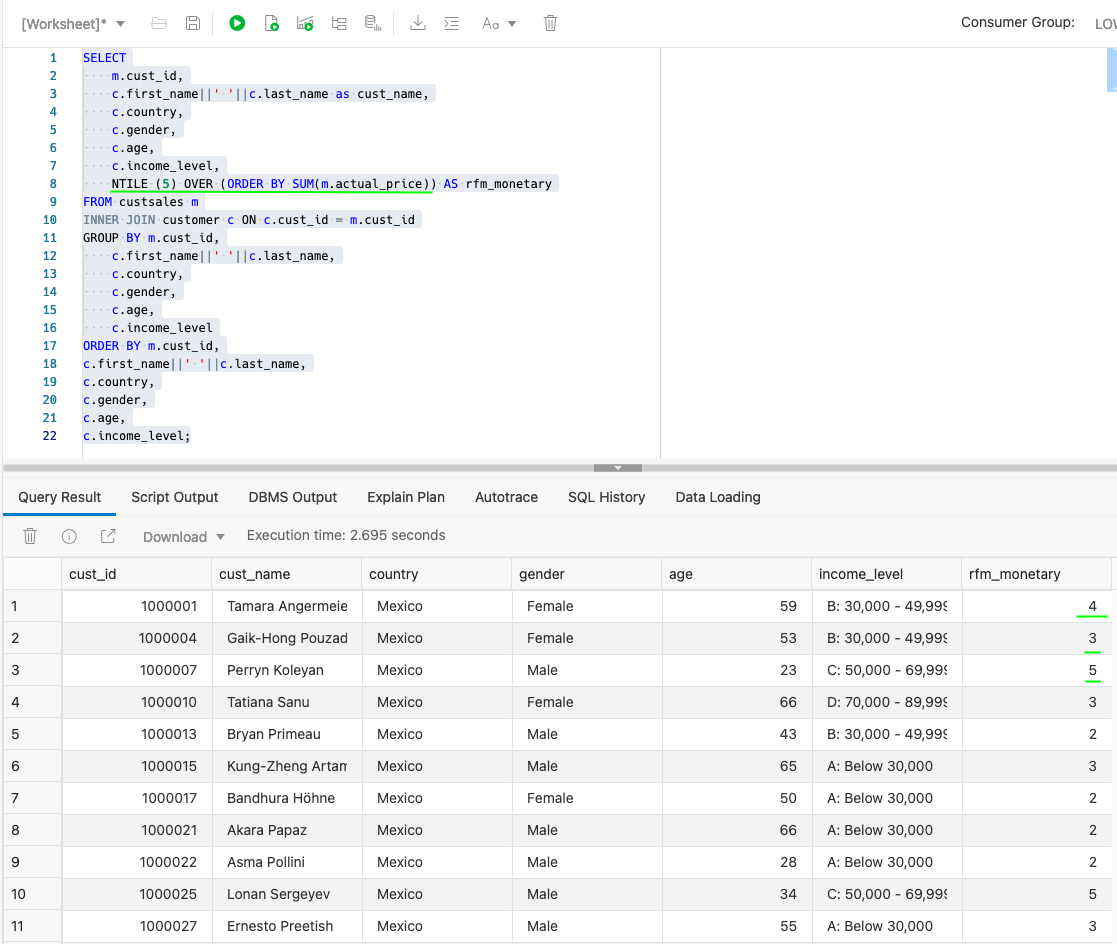 [Worksheet]*
Aa
Consumer Group:
LOW
1 SELECT
2 m.cust_id,
3 c.first_name||' '||c.last_name as cust_name,
4 c.country,
5 c.gender,
6 c.age,
7 c.income_level,
8 NTILE (5) OVER (ORDER BY SUM(m.actual_price)) AS rfm_monetary
9 FROM custsales m
10 INNER JOIN customer c ON c.cust_id = m.cust_id
11 GROUP BY m.cust_id,
12 c.first_name||' '||c.last_name,
13 c.country,
14 c.gender,
15 c.age,
16 c.income_level
17 ORDER BY m.cust_id,
18 c.first_name||' '||c.last_name,
19 c.country,
20 c.gender,
21 c.age,
22 c.income_level;
Query Result Script Output DBMS Output Explain Plan Autotrace SQL History Data Loading
Download Execution time: 2.695 seconds
cust_id cust_name country gender age income_level rfm_monetary
1 1000001 Tamara Angermeie Mexico Female 59 B: 30,000 - 49,999 4
2 1000004 Gaik-Hong Pouzad Mexico Female 53 B: 30,000 - 49,999 3
3 1000007 Perryn Koleyan Mexico Male 23 C: 50,000 - 69,999 5
4 1000010 Tatiana Sanu Mexico Female 66 D: 70,000 - 89,999 3
5 1000013 Bryan Primeau Mexico Male 43 B: 30,000 - 49,999 2
6 1000015 Kung-Zheng Artam Mexico Male 65 A: Below 30,000 3
7 1000017 Bandhura Höhne Mexico Female 50 A: Below 30,000 2
8 1000021 Akara Papaz Mexico Male 66 A: Below 30,000 2
9 1000022 Asma Pollini Mexico Male 28 A: Below 30,000 2
10 1000025 Lonan Sergeyev Mexico Male 34 C: 50,000 - 69,999 5
11 1000027 Ernesto Preetish Mexico Male 55 A: Below 30,000 3